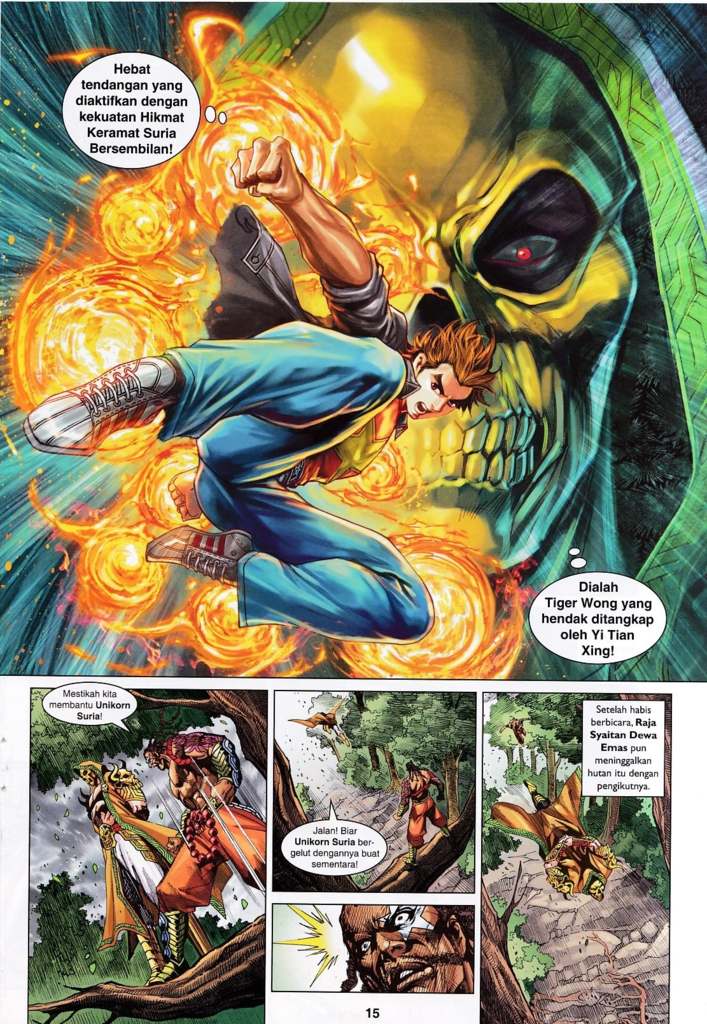 Hebat
tendangan yang
diaktifkan dengan
kekuatan Hikmat
Keramat Suria
Bersembilan!
Dialah
Tiger Wong yang
hendak ditangkap
oleh Yi Tian
Xing!
Mestikah kita
membantu Unikorn
Suria!
Jalan! Biar
Unikorn Suria ber-
gelut dengannya buat
sementara!
Setelah habis
berbicara, Raja
Syaitan Dewa
Emas pun
meninggalkan
hutan itu dengan
pengikutnya.
15